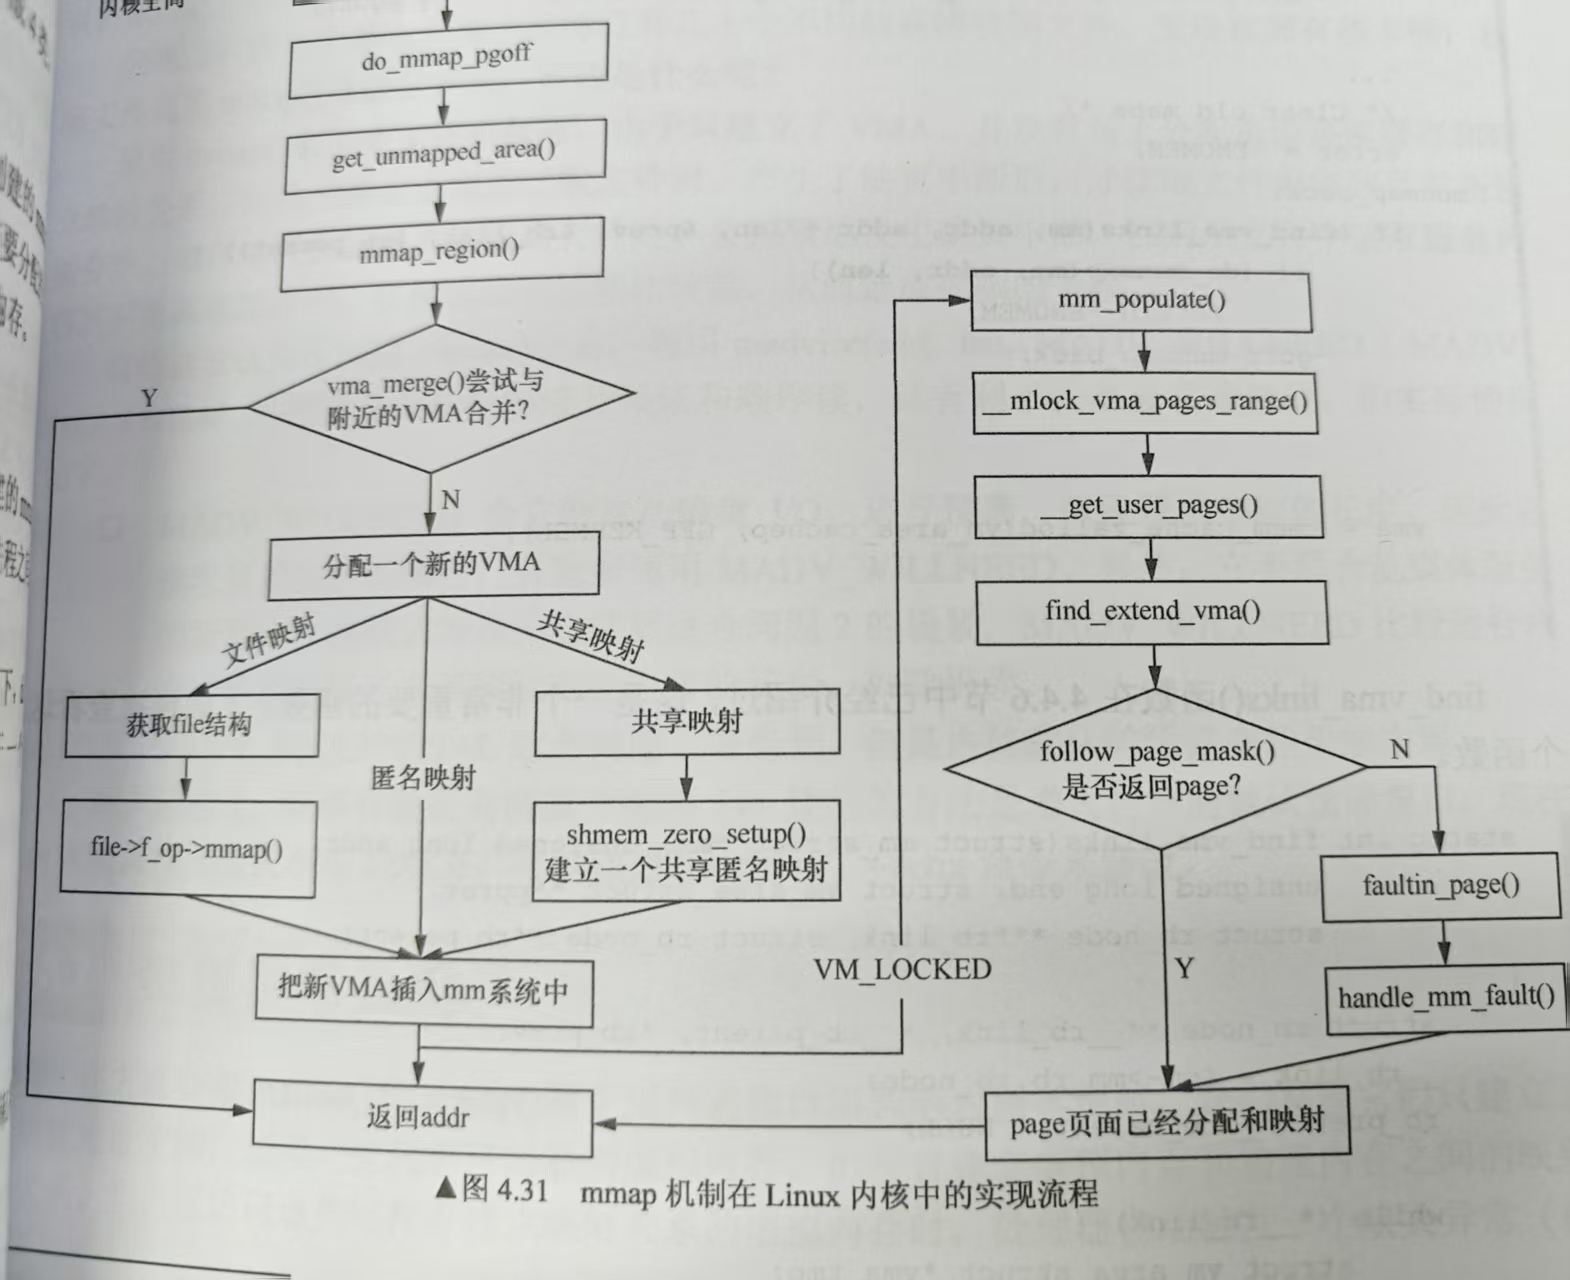 内核空间
do_mmap_pgoff
get_unmapped_area()
mmap_region()
vma_merge()尝试与
附近的VMA合并?
Y
N
分配一个新的VMA
文件映射
共享映射
获取file结构
匿名映射
共享映射
file->f_op->mmap()
shmem_zero_setup()
建立一个共享匿名映射
把新VMA插入mm系统中
返回addr
VM_LOCKED
mm_populate()
__mlock_vma_pages_range()
__get_user_pages()
find_extend_vma()
follow_page_mask()
是否返回page?
N
Y
faultin_page()
handle_mm_fault()
page页面已经分配和映射
▲图 4.31 mmap 机制在 Linux 内核中的实现流程